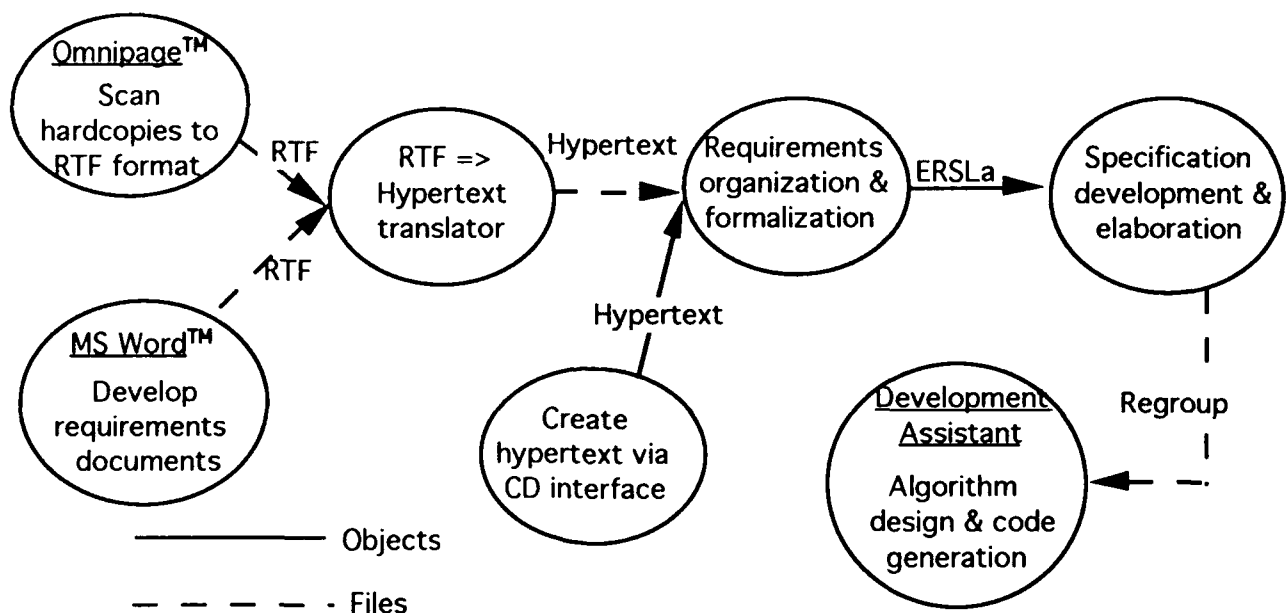 Omnipage™
Scan
hardcopies to
RTF format
RTF
RTF =>
Hypertext
translator
Hypertext
Requirements
organization &
formalization
ERSLa
Specification
development &
elaboration
RTF
MS Word™
Develop
requirements
documents
Hypertext
Create
hypertext via
CD interface
Regroup
Development
Assistant
Algorithm
design & code
generation
Objects
Files